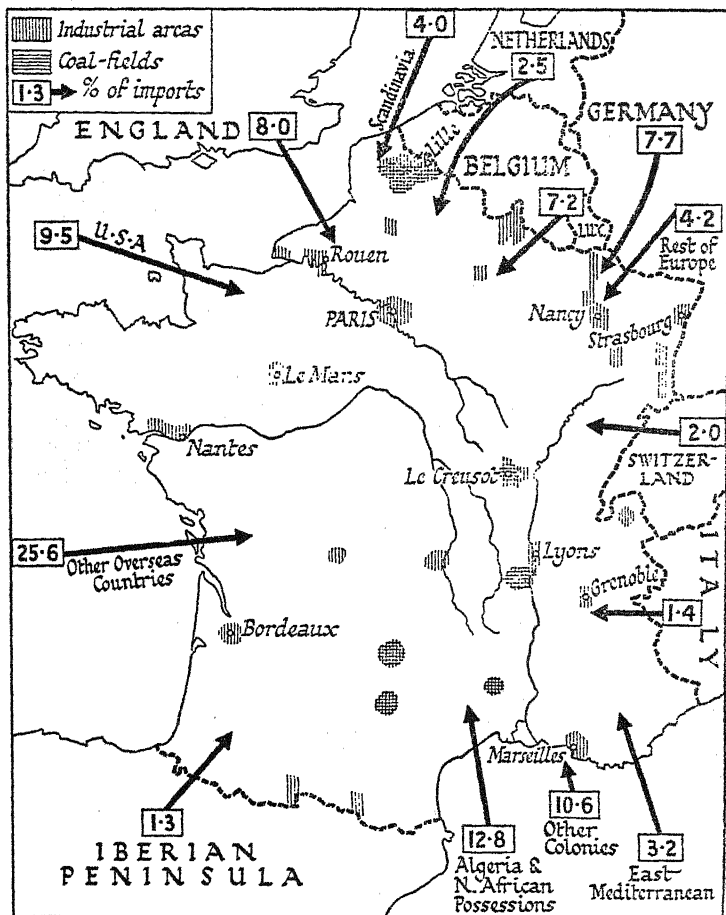 Industrial areas
Coal-fields
1·3 % of imports
4·0
Scandinavia
NETHERLANDS
2·5
ENGLAND
8·0
Lille
BELGIUM
GERMANY
7·7
9·5
U.S.A
7·2
LUX.
4·2
Rest of
Europe
Rouen
PARIS
Nancy
Strasbourg
Le Mans
Nantes
2·0
SWITZER-
LAND
Le Creusot
25·6
Other Overseas
Countries
Lyons
Grenoble
1·4
ITALY
Bordeaux
Marseilles
1·3
IBERIAN
PENINSULA
12·8
Algeria &
N. African
Possessions
10·6
Other
Colonies
3·2
East
Mediterranean